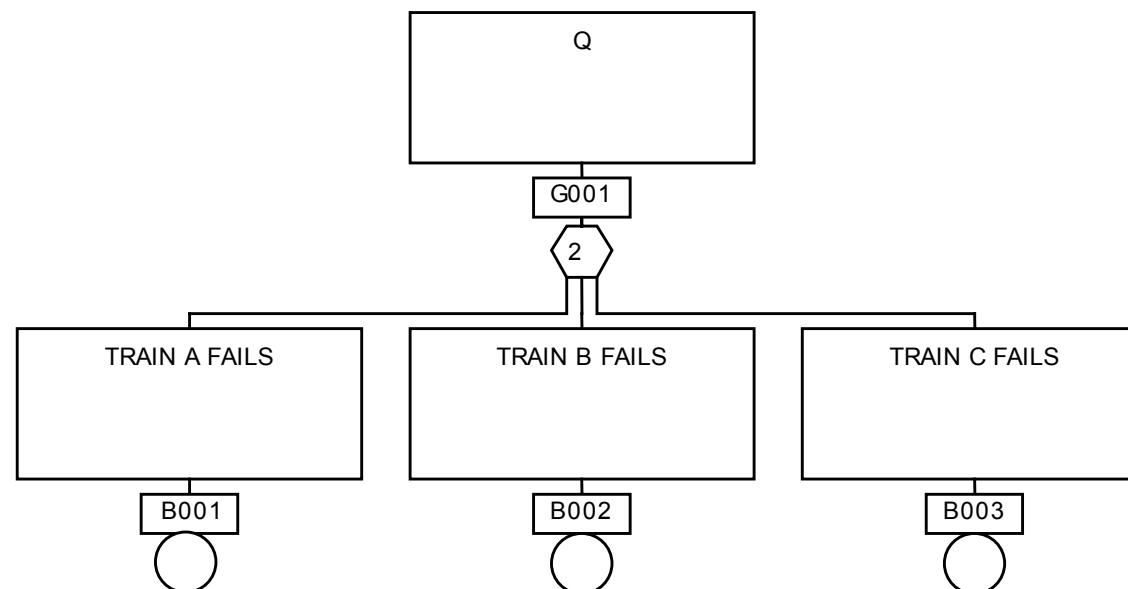 Q
G001
2
TRAIN A FAILS
TRAIN B FAILS
TRAIN C FAILS
B001
B002
B003